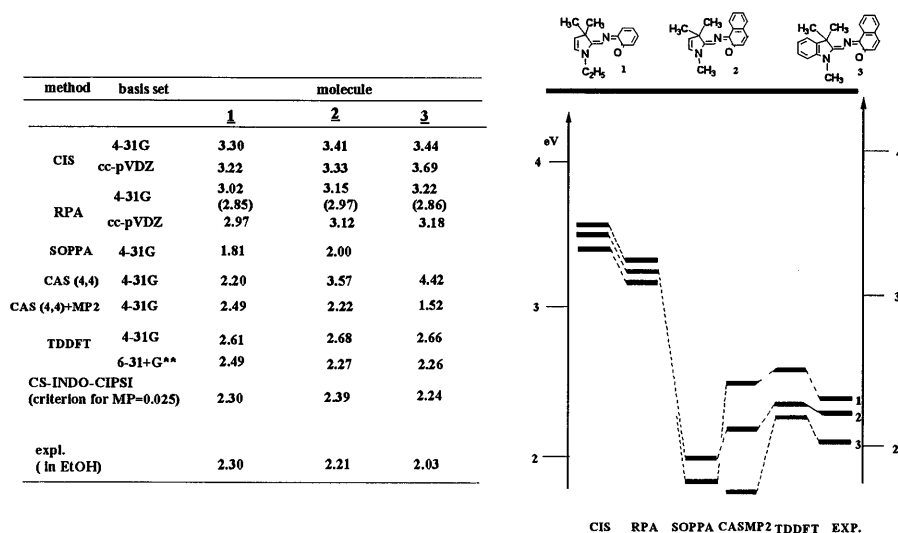 method basis set molecule
1 2 3
CIS 4-31G 3.30 3.41 3.44
cc-pVDZ 3.22 3.33 3.69
RPA 4-31G 3.02 3.15 3.22
(2.85) (2.97) (2.86)
cc-pVDZ 2.97 3.12 3.18
SOPPA 4-31G 1.81 2.00
CAS (4,4) 4-31G 2.20 3.57 4.42
CAS (4,4)+MP2 4-31G 2.49 2.22 1.52
TDDFT 4-31G 2.61 2.68 2.66
6-31+G** 2.49 2.27 2.26
CS-INDO-CIPSI
(criterion for MP=0.025) 2.30 2.39 2.24
expl.
( in EtOH) 2.30 2.21 2.03
CH₃ CH₃ N N O C₂H₅ 1
CH₃ CH₃ N N O CH₃ 2
CH₃ CH₃ N N O CH₃ 3
eV
4 4
3 3
2 2
1
2
3
CIS RPA SOPPA CASMP2 TDDFT EXP.